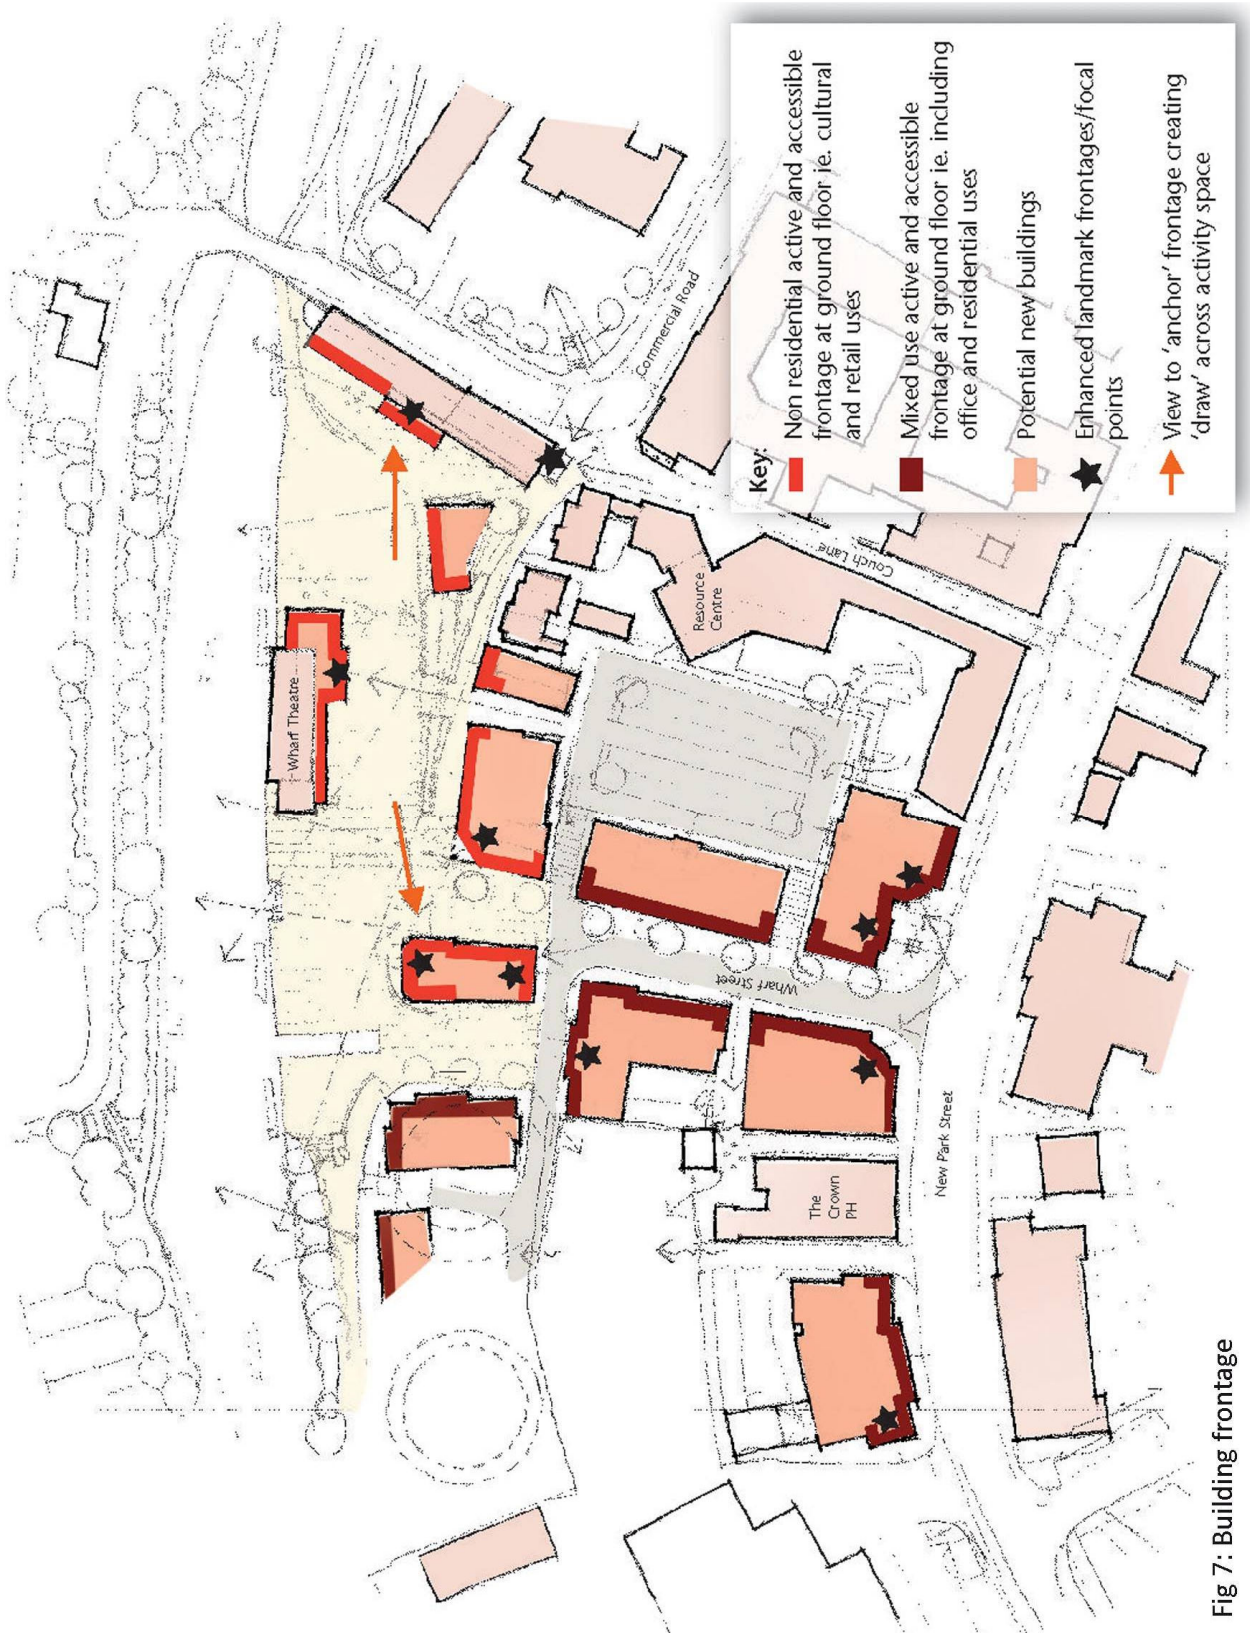 Key:
Non residential active and accessible
frontage at ground floor ie. cultural
and retail uses
Mixed use active and accessible
frontage at ground floor ie. including
office and residential uses
Potential new buildings
Enhanced landmark frontages/focal
points
View to 'anchor' frontage creating
'draw' across activity space
Commercial Road
Couch Lane
Resource
Centre
Wharf Theatre
Wharf Street
New Park Street
The
Crown
PH
Fig 7: Building frontage